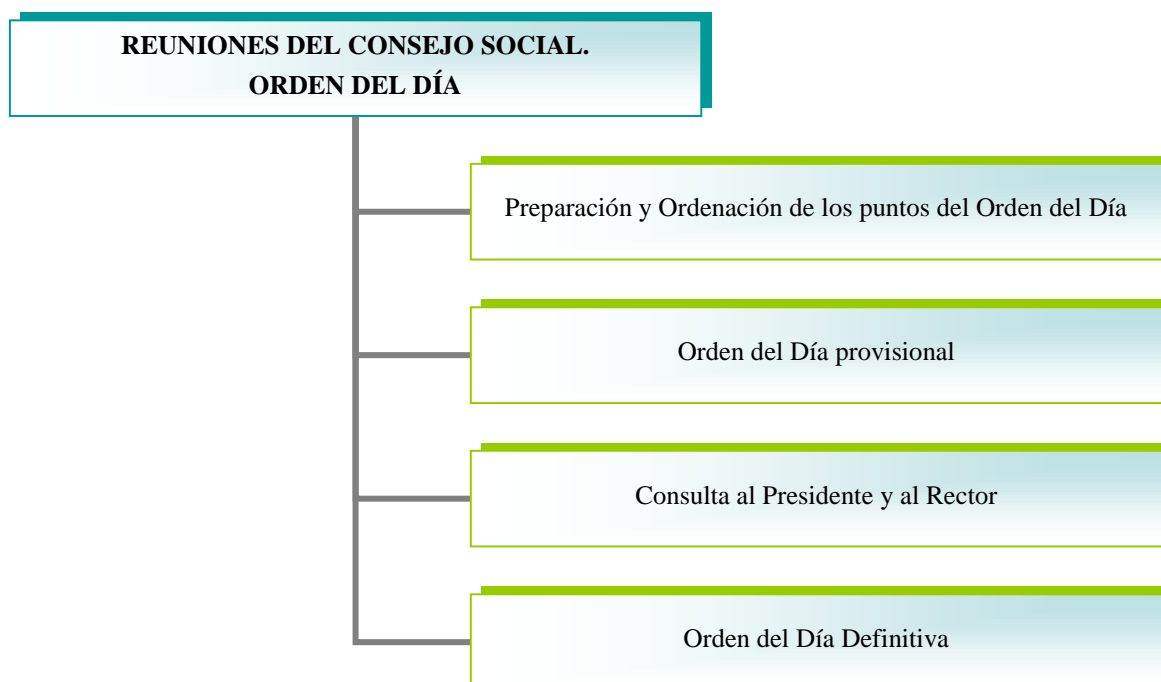 REUNIONES DEL CONSEJO SOCIAL.
ORDEN DEL DÍA
Preparación y Ordenación de los puntos del Orden del Día
Orden del Día provisional
Consulta al Presidente y al Rector
Orden del Día Definitiva